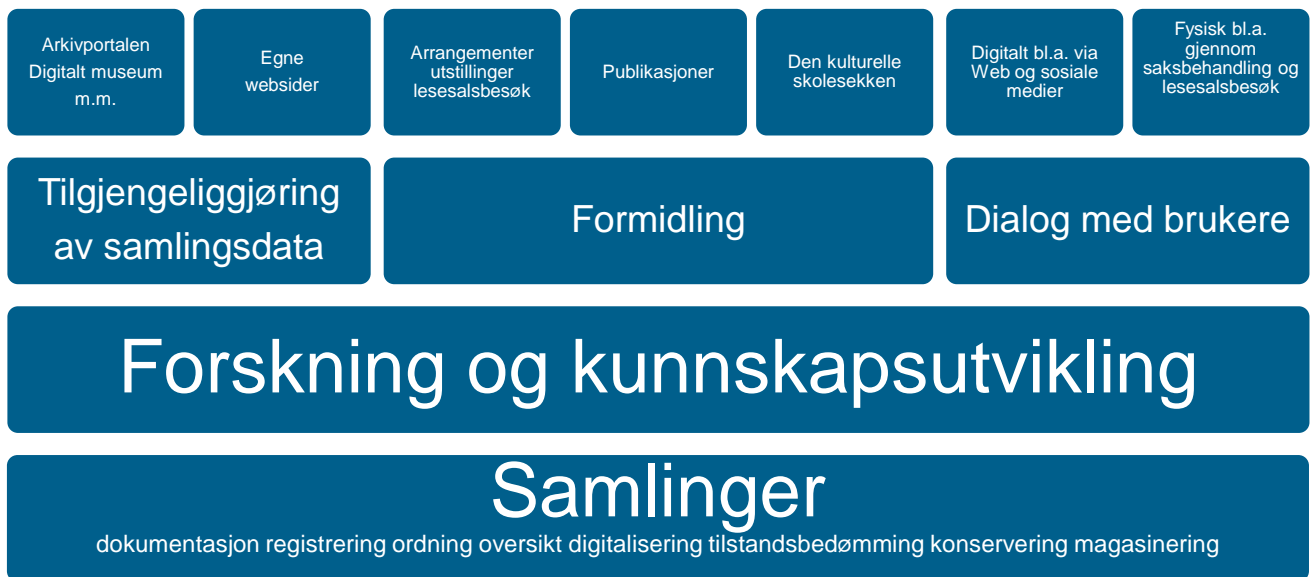 Arkivportalen
Digitalt museum
m.m.
Egne
websider
Arrangementer
utstillinger
lesesalsbesøk
Publikasjoner
Den kulturelle
skolesekken
Digitalt bl.a. via
Web og sosiale
medier
Fysisk bl.a.
gjennom
saksbehandling og
lesesalsbesøk
Tilgjengeliggjøring
av samlingsdata
Formidling
Dialog med brukere
Forskning og kunnskapsutvikling
Samlinger
dokumentasjon registrering ordning oversikt digitalisering tilstandsbedømming konservering magasinering